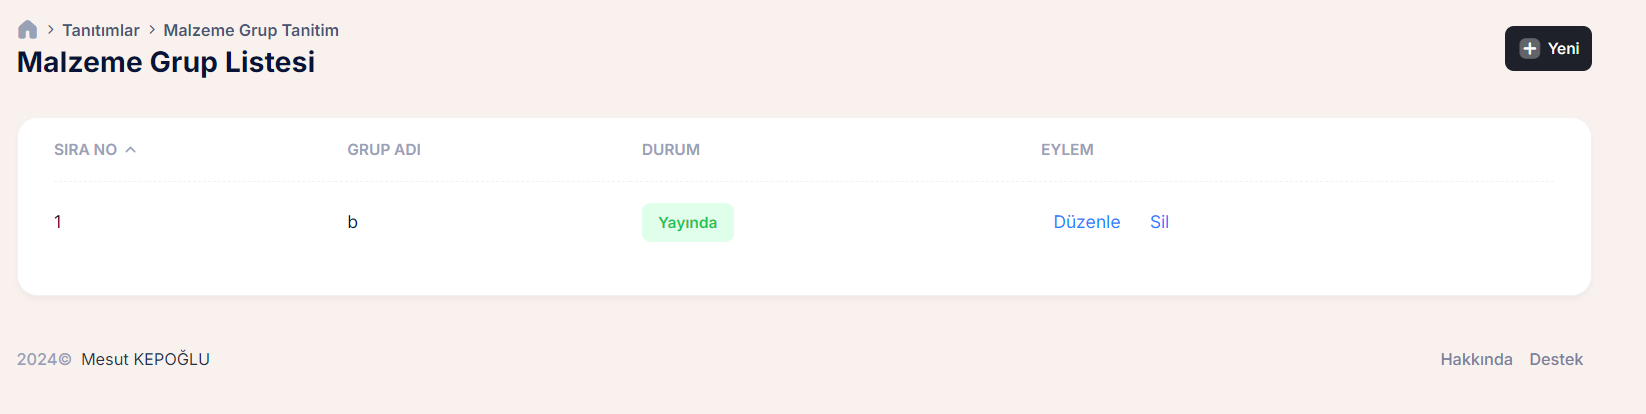 Tanıtımlar > Malzeme Grup Tanitim
Malzeme Grup Listesi
Yeni
SIRA NO GRUP ADI DURUM EYLEM
1 b Yayında Düzenle Sil
2024© Mesut KEPOĞLU
Hakkında Destek